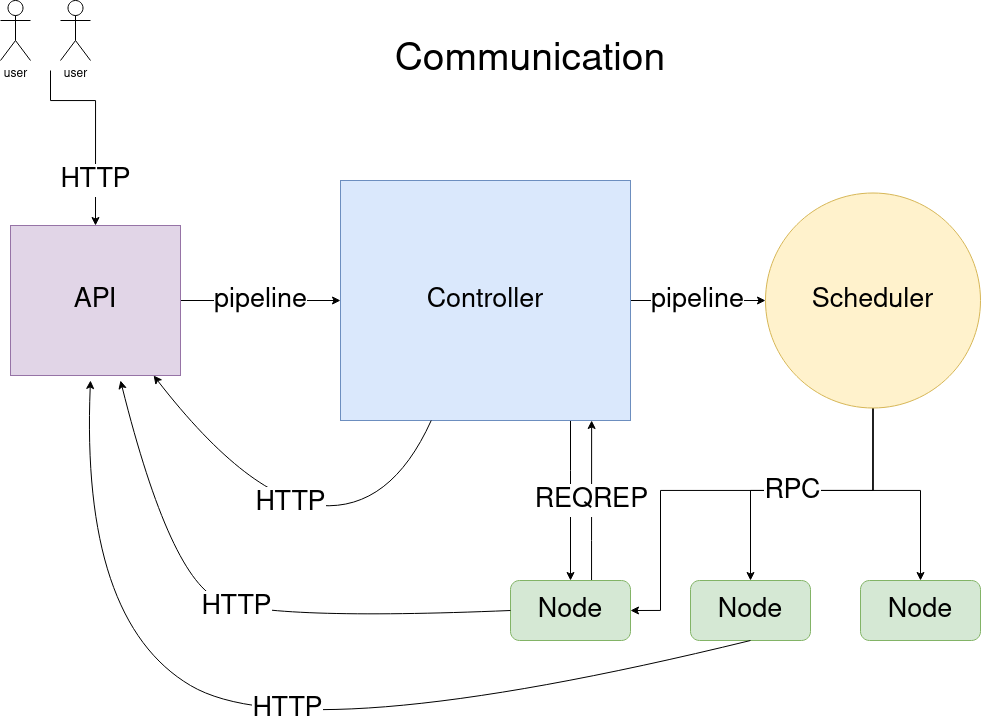 user
user
Communication
HTTP
API
pipeline
Controller
pipeline
Scheduler
HTTP
REQREP
RPC
HTTP
Node
Node
Node
HTTP